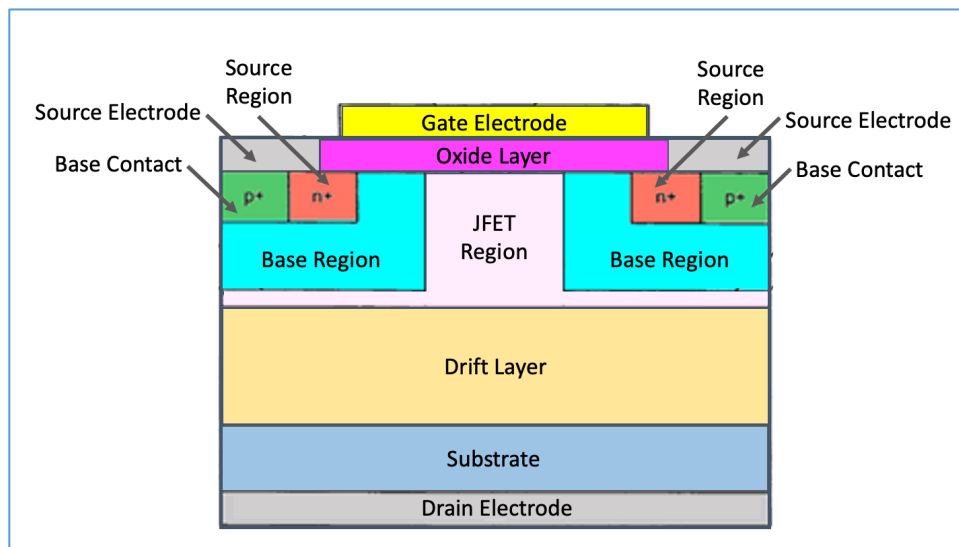 Source
Region
Source
Region
Source Electrode
Gate Electrode
Source Electrode
Oxide Layer
Base Contact
Base Contact
p+
n+
n+
p+
JFET
Region
Base Region
Base Region
Drift Layer
Substrate
Drain Electrode